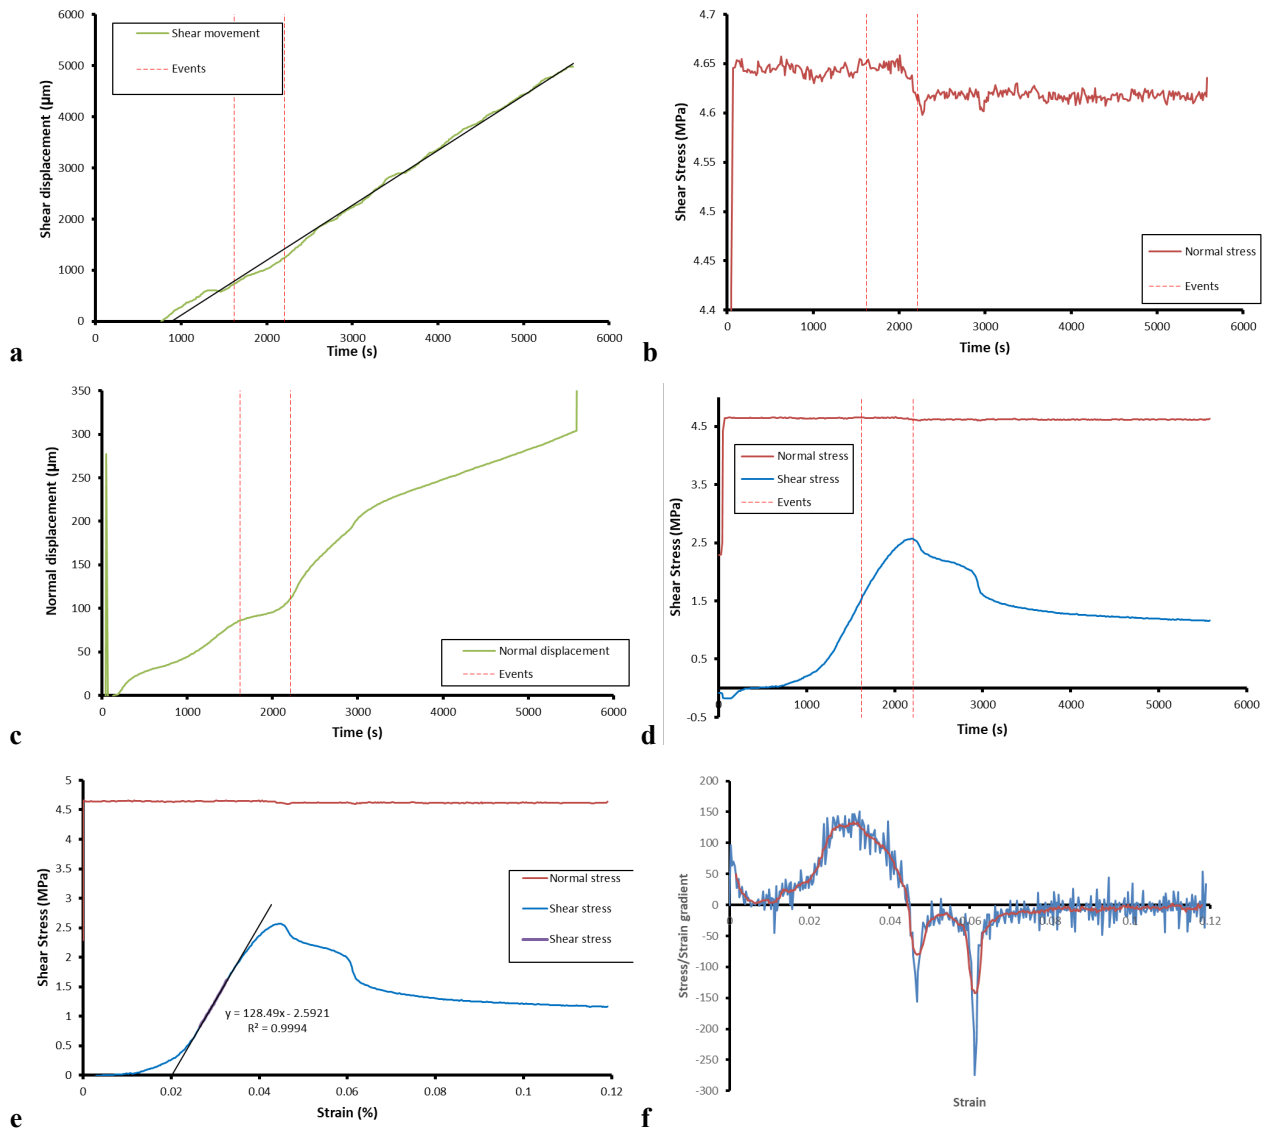 6000
5000
4000
3000
2000
1000
0
0 1000 2000 3000 4000 5000 6000
Shear displacement (µm)
Time (s)
Shear movement
Events
a
4.7
4.65
4.6
4.55
4.5
4.45
4.4
0 1000 2000 3000 4000 5000 6000
Shear Stress (MPa)
Time (s)
Normal stress
Events
b
350
300
250
200
150
100
50
0
0 1000 2000 3000 4000 5000 6000
Normal displacement (µm)
Time (s)
Normal displacement
Events
c
4.5
3.5
2.5
1.5
0.5
-0.5
0 1000 2000 3000 4000 5000 6000
Shear Stress (MPa)
Time (s)
Normal stress
Shear stress
Events
d
5
4.5
4
3.5
3
2.5
2
1.5
1
0.5
0
0 0.02 0.04 0.06 0.08 0.1 0.12
Shear Stress (MPa)
Strain (%)
Normal stress
Shear stress
Shear stress
y = 128.49x - 2.5921
R² = 0.9994
e
200
150
100
50
0
-50
-100
-150
-200
-250
-300
0 0.02 0.04 0.06 0.08 0.1 0.12
Stress/Strain gradient
Strain
f